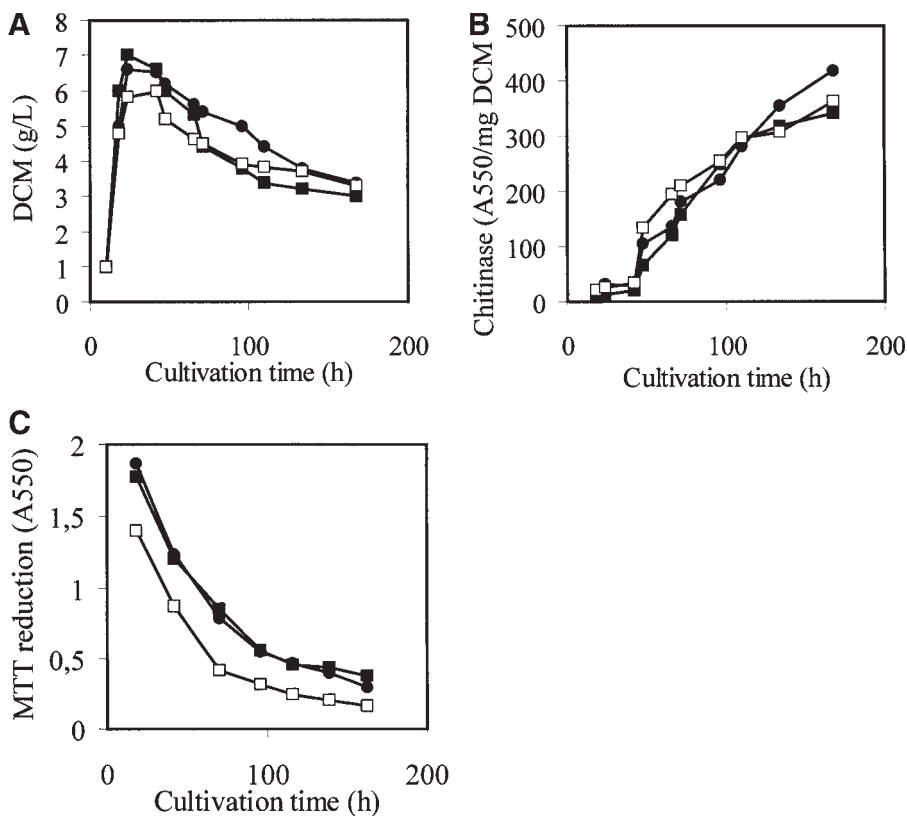 A
DCM (g/L)
8
7
6
5
4
3
2
1
0
0 100 200
Cultivation time (h)
B
Chitinase (A550/mg DCM
500
400
300
200
100
0
0 100 200
Cultivation time (h)
C
MTT reduction (A550)
2
1,5
1
0,5
0
0 100 200
Cultivation time (h)